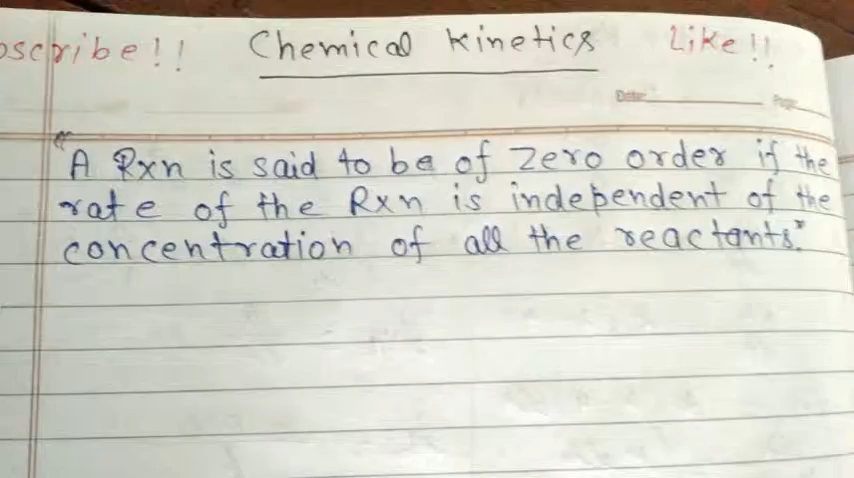 oscribe!! Chemical Kinetics Like!!
Date Page
"A Rxn is said to be of Zero order if the
rate of the Rxn is independent of the
concentration of all the reactants."